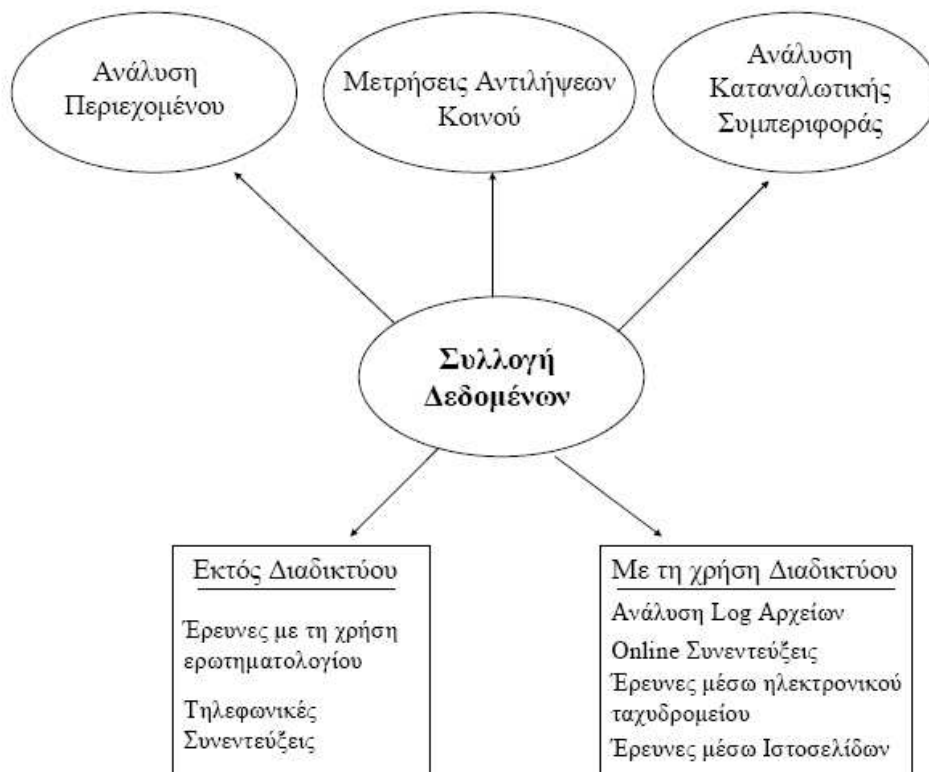 Ανάλυση
Περιεχομένου
Μετρήσεις Αντιλήψεων
Κοινού
Ανάλυση
Καταναλωτικής
Συμπεριφοράς
Συλλογή
Δεδομένων
Εκτός Διαδικτύου
Έρευνες με τη χρήση
ερωτηματολογίου
Τηλεφωνικές
Συνεντεύξεις
Με τη χρήση Διαδικτύου
Ανάλυση Log Αρχείων
Online Συνεντεύξεις
Έρευνες μέσω ηλεκτρονικού
ταχυδρομείου
Έρευνες μέσω Ιστοσελίδων